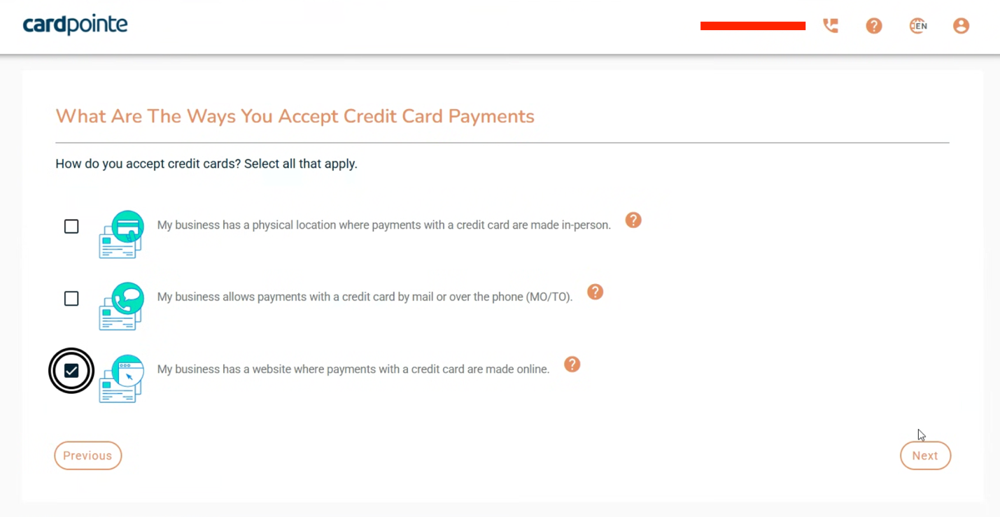 cardpointe
EN
What Are The Ways You Accept Credit Card Payments
How do you accept credit cards? Select all that apply.
My business has a physical location where payments with a credit card are made in-person. ?
My business allows payments with a credit card by mail or over the phone (MO/TO). ?
My business has a website where payments with a credit card are made online. ?
Previous
Next